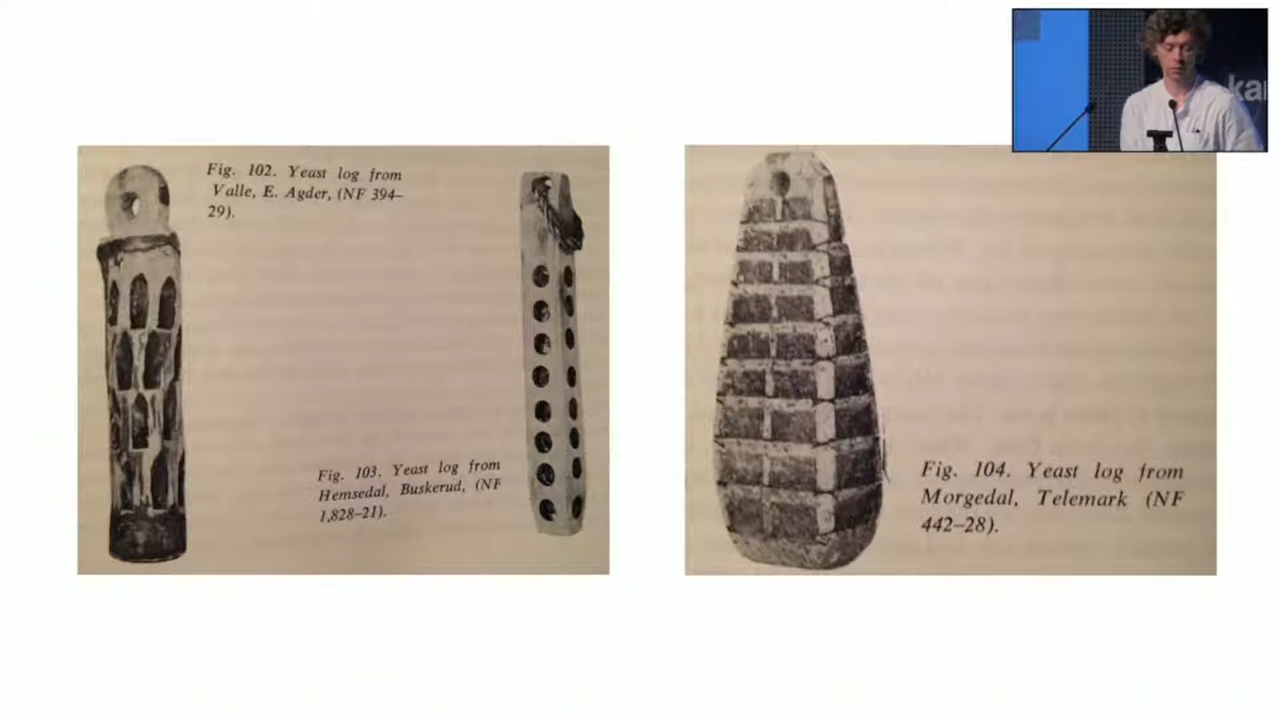 Fig. 102. Yeast log from
Valle, E. Agder, (NF 394–
29).
Fig. 103. Yeast log from
Hemsedal, Buskerud, (NF
1,828–21).
Fig. 104. Yeast log from
Morgedal, Telemark (NF
442–28).
ka